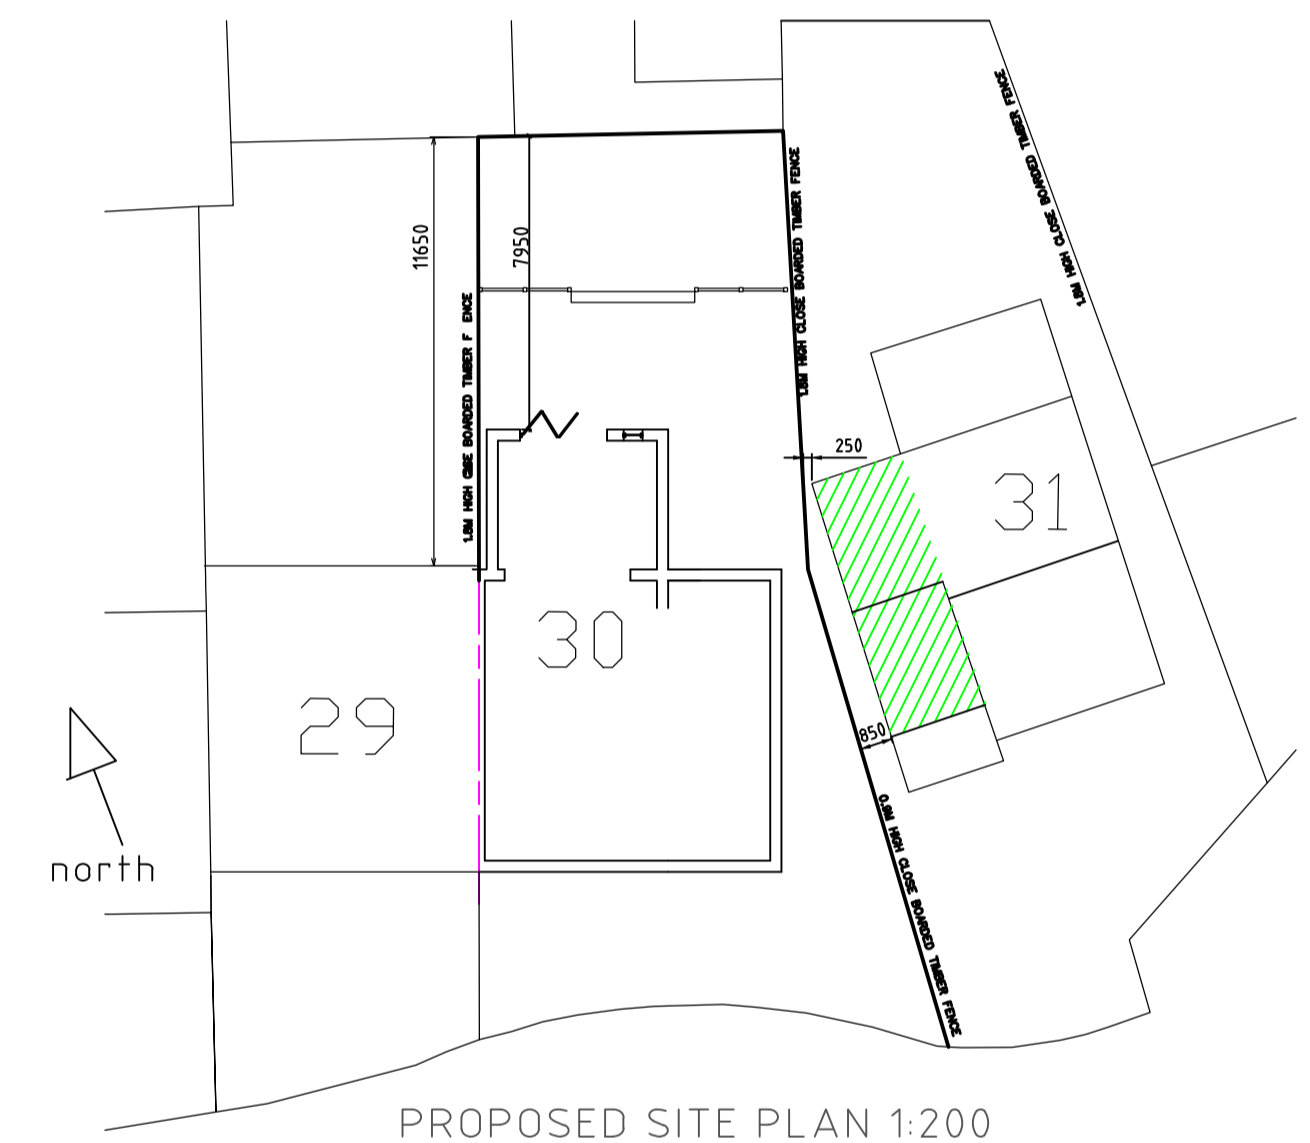 1.8M HIGH CLOSE BOARDED TIMBER FENCE
1.8M HIGH CLOSE BOARDED TIMBER FENCE
11650
7950
1.8M HIGH BOARDED TIMBER F ENCE
250
31
30
29
850
0.9M HIGH CLOSE BOARDED TIMBER FENCE
north
PROPOSED SITE PLAN 1:200